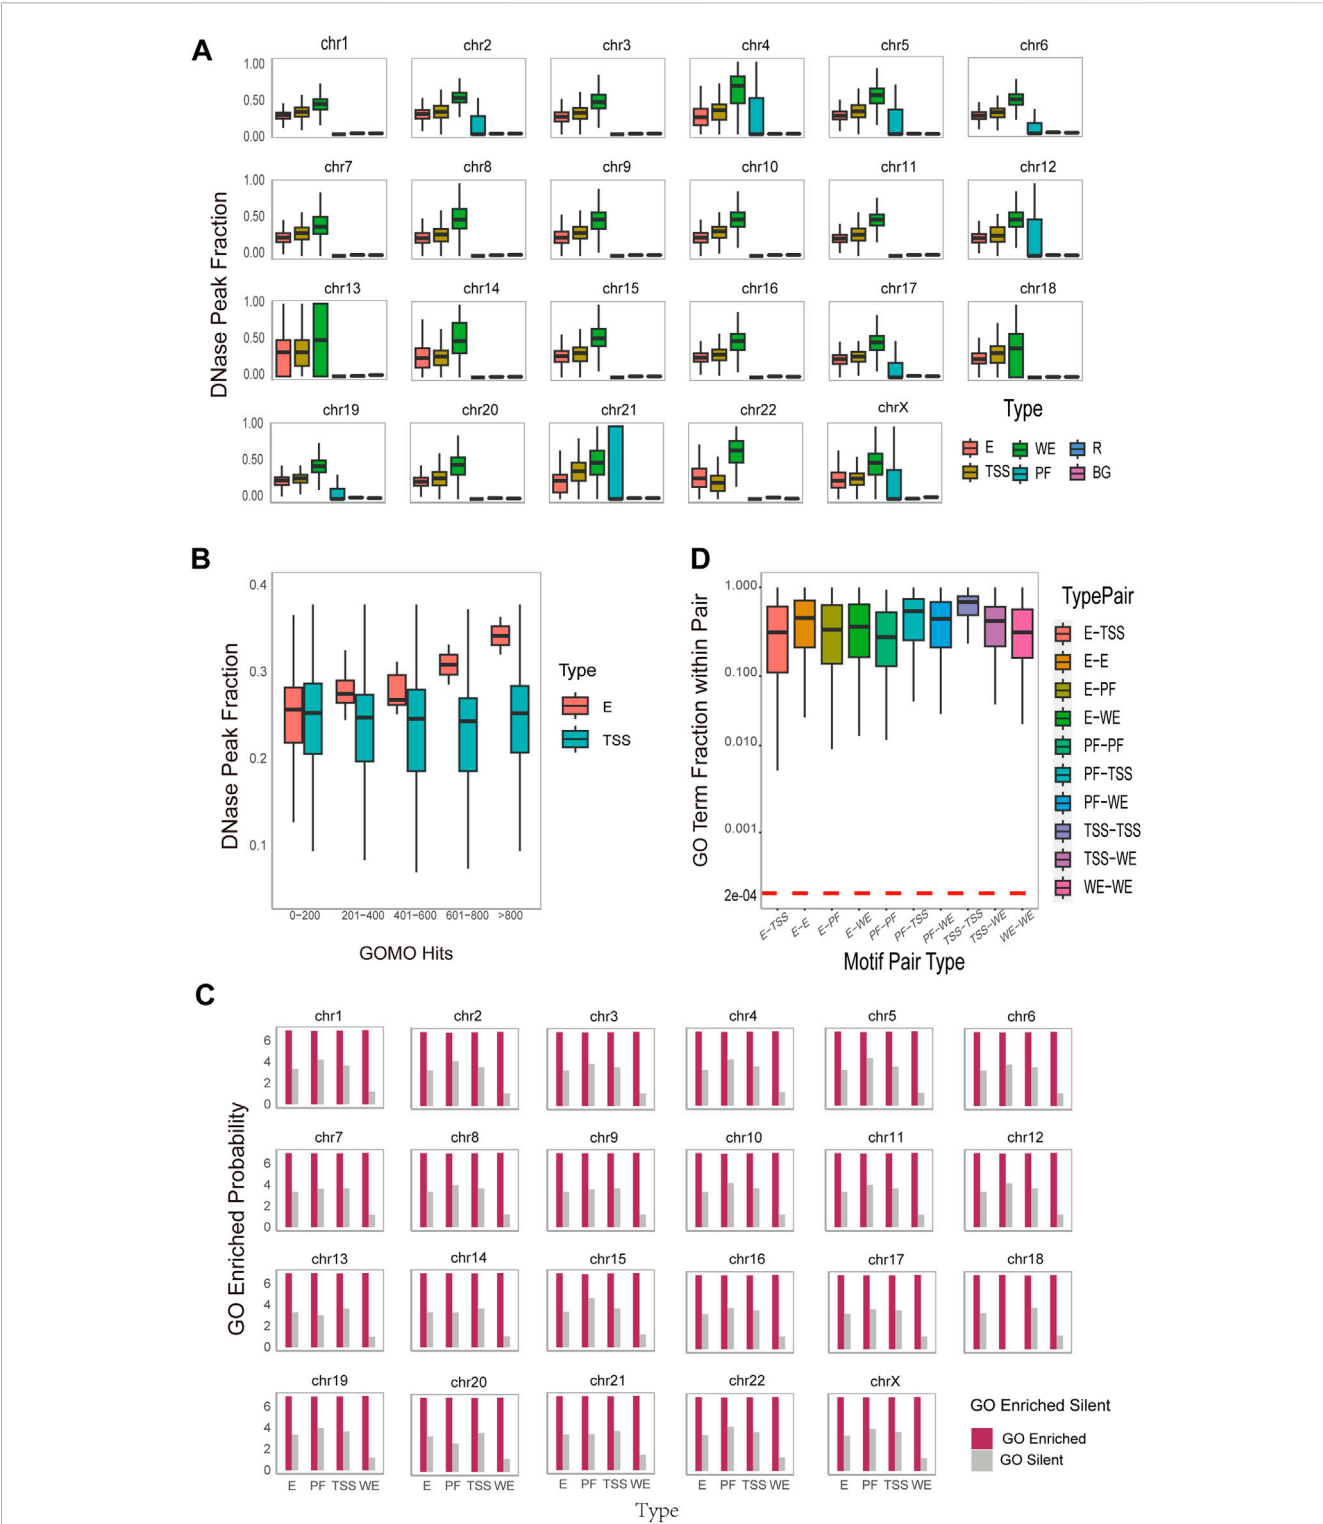 A
chr1 chr2 chr3 chr4 chr5 chr6
1.00
0.50
0.00
chr7 chr8 chr9 chr10 chr11 chr12
1.00
0.50
0.00
DNase Peak Fraction
chr13 chr14 chr15 chr16 chr17 chr18
1.00
0.50
0.00
chr19 chr20 chr21 chr22 chrX
1.00
0.50
0.00
Type
E WE R
TSS PF BG
B
0.4
0.3
0.2
0.1
DNase Peak Fraction
0-200 201-400 401-600 601-800 >800
GOMO Hits
Type
E
TSS
D
1.000
0.100
0.010
0.001
2e-04
GO Term Fraction within Pair
E-TSS E-E E-PF E-WE PF-PF PF-TSS PF-WE TSS-TSS TSS-WE WE-WE
Motif Pair Type
TypePair
E-TSS
E-E
E-PF
E-WE
PF-PF
PF-TSS
PF-WE
TSS-TSS
TSS-WE
WE-WE
C
chr1 chr2 chr3 chr4 chr5 chr6
6
4
2
0
chr7 chr8 chr9 chr10 chr11 chr12
6
4
2
0
GO Enriched Probability
chr13 chr14 chr15 chr16 chr17 chr18
6
4
2
0
chr19 chr20 chr21 chr22 chrX
6
4
2
0
E PF TSS WE E PF TSS WE E PF TSS WE E PF TSS WE E PF TSS WE
Type
GO Enriched Silent
GO Enriched
GO Silent